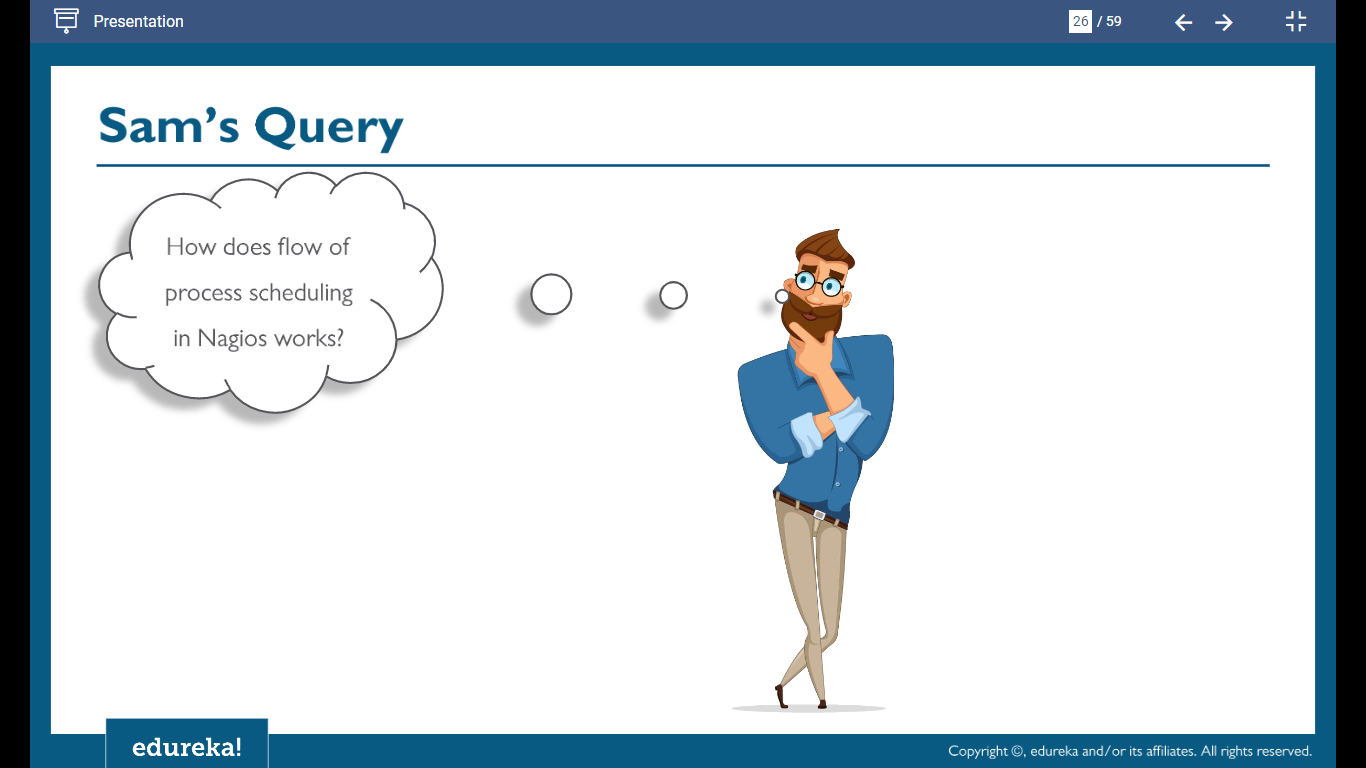 Presentation
26 / 59
Sam's Query
How does flow of
process scheduling
in Nagios works?
edureka!
Copyright ©, edureka and/or its affiliates. All rights reserved.